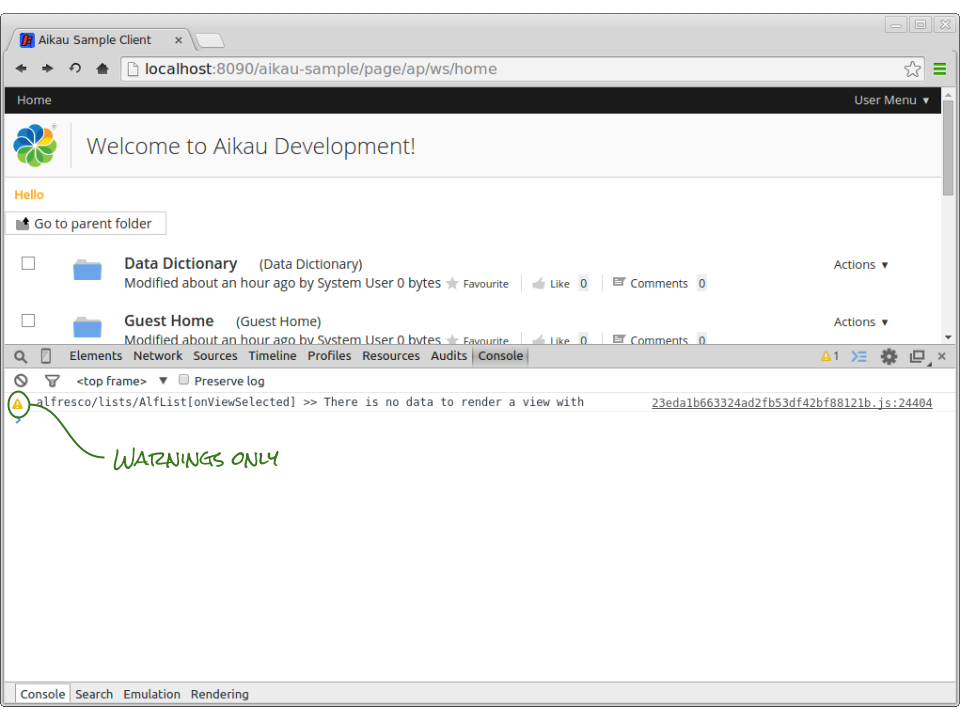 Aikau Sample Client ×
localhost:8090/aikau-sample/page/ap/ws/home
Home User Menu ▼
Welcome to Aikau Development!
Hello
Go to parent folder
Data Dictionary (Data Dictionary) Actions ▼
Modified about an hour ago by System User 0 bytes Favourite Like 0 Comments 0
Guest Home (Guest Home) Actions ▼
Modified about an hour ago by System User 0 bytes Favourite Like 0 Comments 0
Elements Network Sources Timeline Profiles Resources Audits Console 1 ×
<top frame> ▼ Preserve log
alfresco/lists/AlfList[onViewSelected] >> There is no data to render a view with 23eda1b663324ad2fb53df42bf88121b.js:24404
>
Warnings only
Console Search Emulation Rendering